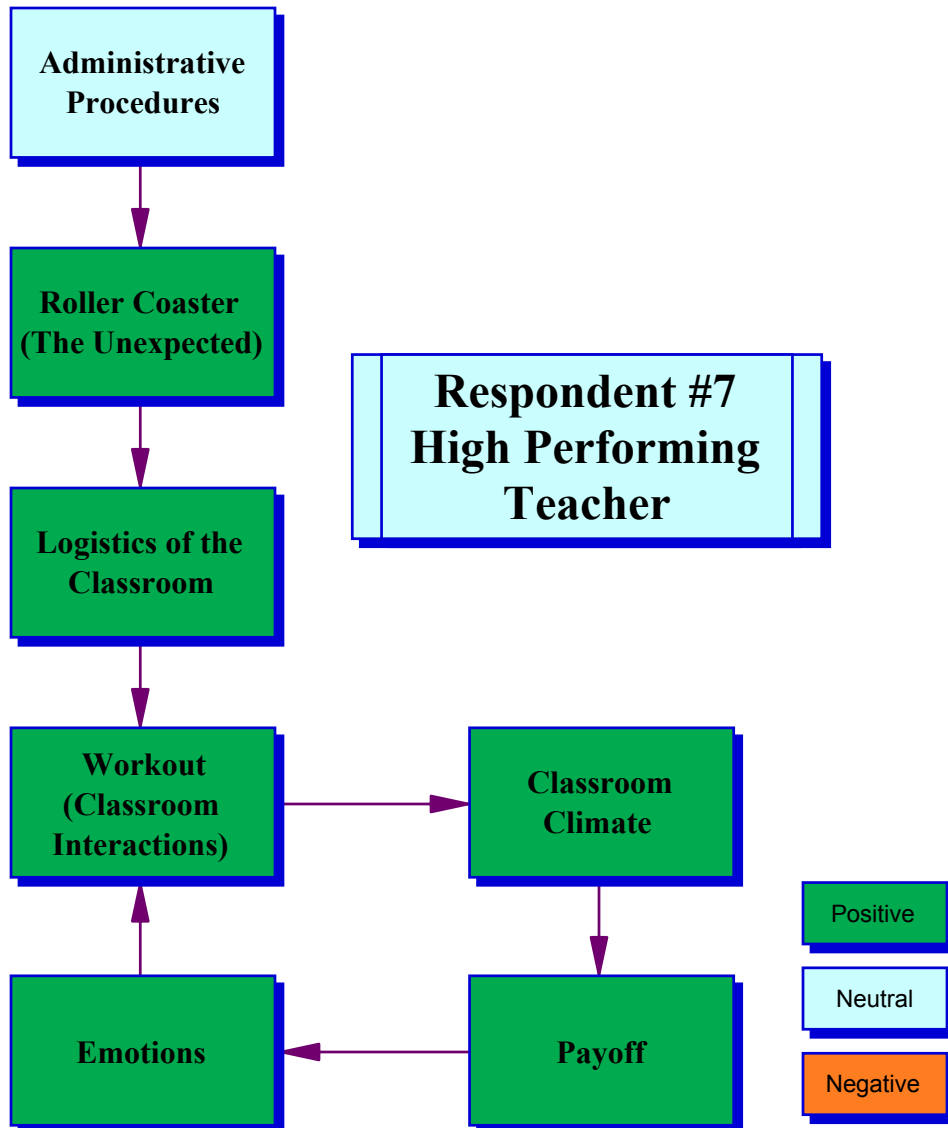 Administrative
Procedures
Roller Coaster
(The Unexpected)
Respondent #7
High Performing
Teacher
Logistics of the
Classroom
Workout
(Classroom
Interactions)
Classroom
Climate
Emotions
Payoff
Positive
Neutral
Negative